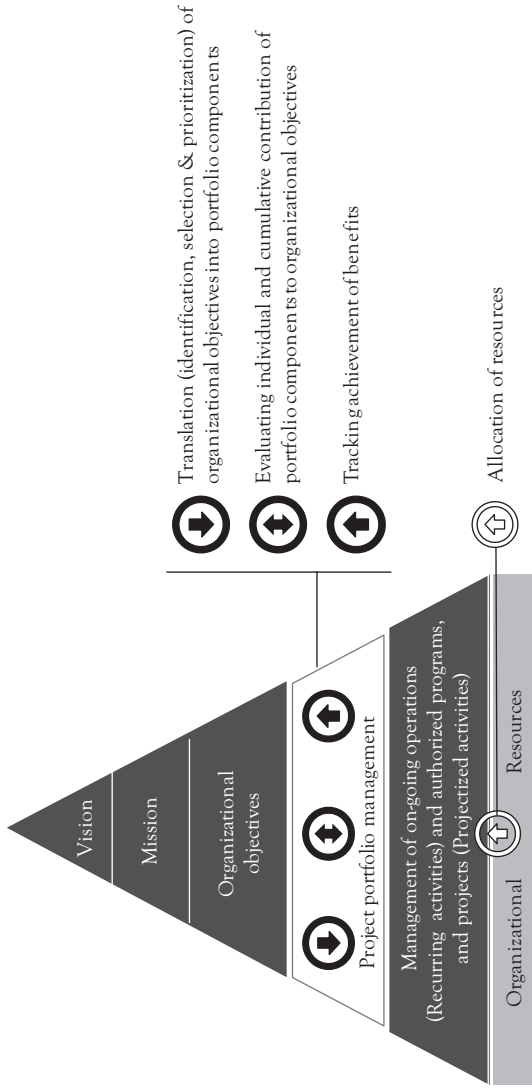 Vision
Mission
Organizational
objectives
Project portfolio management
Management of on-going operations
(Recurring activities) and authorized programs,
and projects (Projectized activities)
Organizational Resources
Translation (identification, selection & prioritization) of
organizational objectives into portfolio components
Evaluating individual and cumulative contribution of
portfolio components to organizational objectives
Tracking achievement of benefits
Allocation of resources